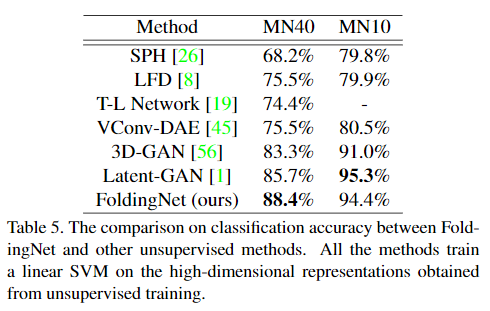 Method MN40 MN10
SPH [26] 68.2% 79.8%
LFD [8] 75.5% 79.9%
T-L Network [19] 74.4% -
VConv-DAE [45] 75.5% 80.5%
3D-GAN [56] 83.3% 91.0%
Latent-GAN [1] 85.7% 95.3%
FoldingNet (ours) 88.4% 94.4%
Table 5. The comparison on classification accuracy between Fold-
ingNet and other unsupervised methods. All the methods train
a linear SVM on the high-dimensional representations obtained
from unsupervised training.